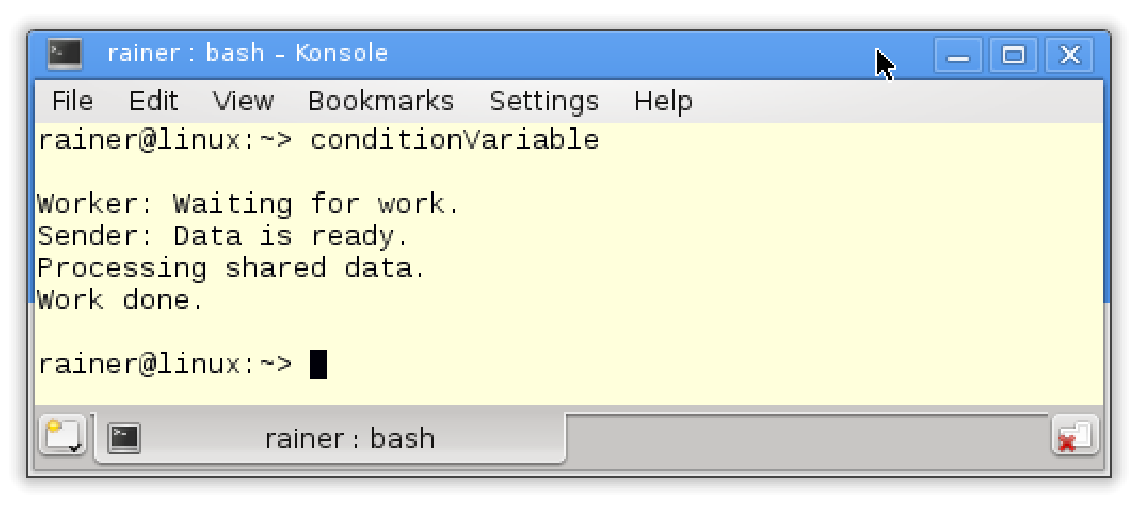 rainer : bash – Konsole
File Edit View Bookmarks Settings Help
rainer@linux:~> conditionVariable
Worker: Waiting for work.
Sender: Data is ready.
Processing shared data.
Work done.
rainer@linux:~>
rainer : bash